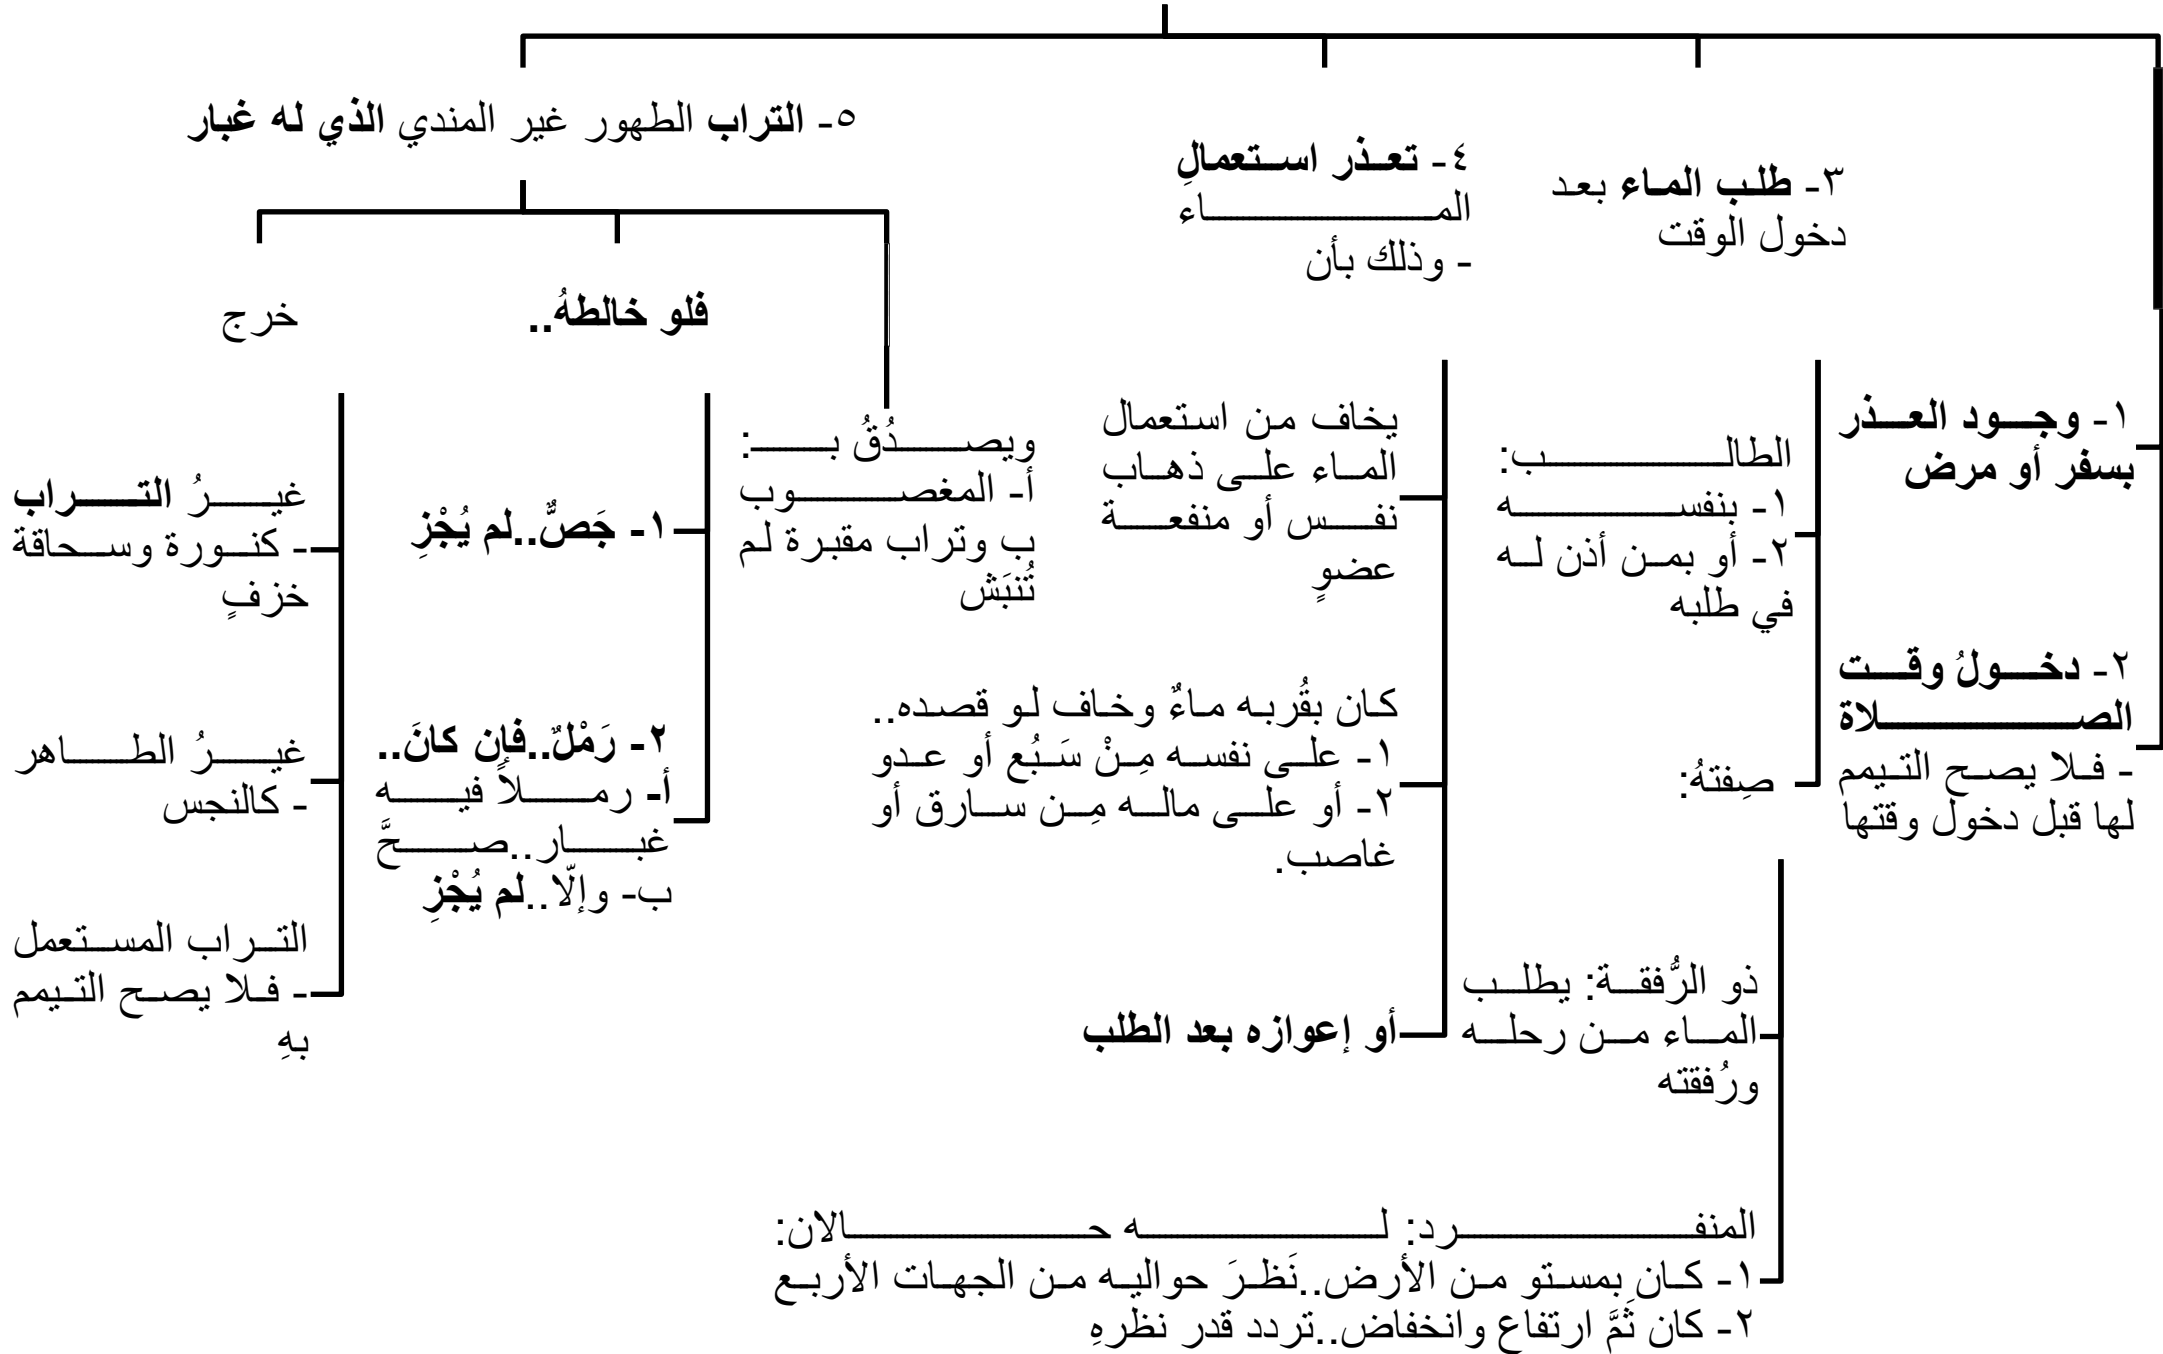 ١- وجود العذر
بسفر أو مرض
٢- دخولُ وقت
الصلاة
- فلا يصح التيمم
لها قبل دخول وقتها
٣- طلب الماء بعد
دخول الوقت
الطالب:
١- بنفسه
٢- أو بمن أذن له
في طلبه
صِفتهُ:
ذو الرُّفقة: يطلب
الماء من رحله
ورُفقته
المنفرد: له حالان:
١- كان بمستو من الأرض..نَظرَ حواليه من الجهات الأربع
٢- كان ثَمَّ ارتفاع وانخفاض..تردد قدر نظرهِ
٤- تعذر استعمالِ
الماء
- وذلك بأن
يخاف من استعمال
الماء على ذهاب
نفس أو منفعة
عضوٍ
كان بقُربه ماءٌ وخاف لو قصده..
١- على نفسه مِنْ سَبُع أو عدو
٢- أو على ماله مِن سارق أو
غاصب.
أو إعوازه بعد الطلب
٥- التراب الطهور غير المندي الذي له غبار
ويصدُقُ بـ:
أ- المغصوب
ب وتراب مقبرة لم
تُنبَش
فلو خالطهُ..
١- جَصٌّ..لم يُجْزِ
٢- رَمْلٌ..فإن كانَ..
أ- رملاً فيه
غبار..صحَّ
ب- وإلّا..لم يُجْزِ
خرج
غيرُ التراب
- كنورة وسحاقة
خزفٍ
غيرُ الطاهر
- كالنجس
التراب المستعمل
- فلا يصح التيمم
بهِ